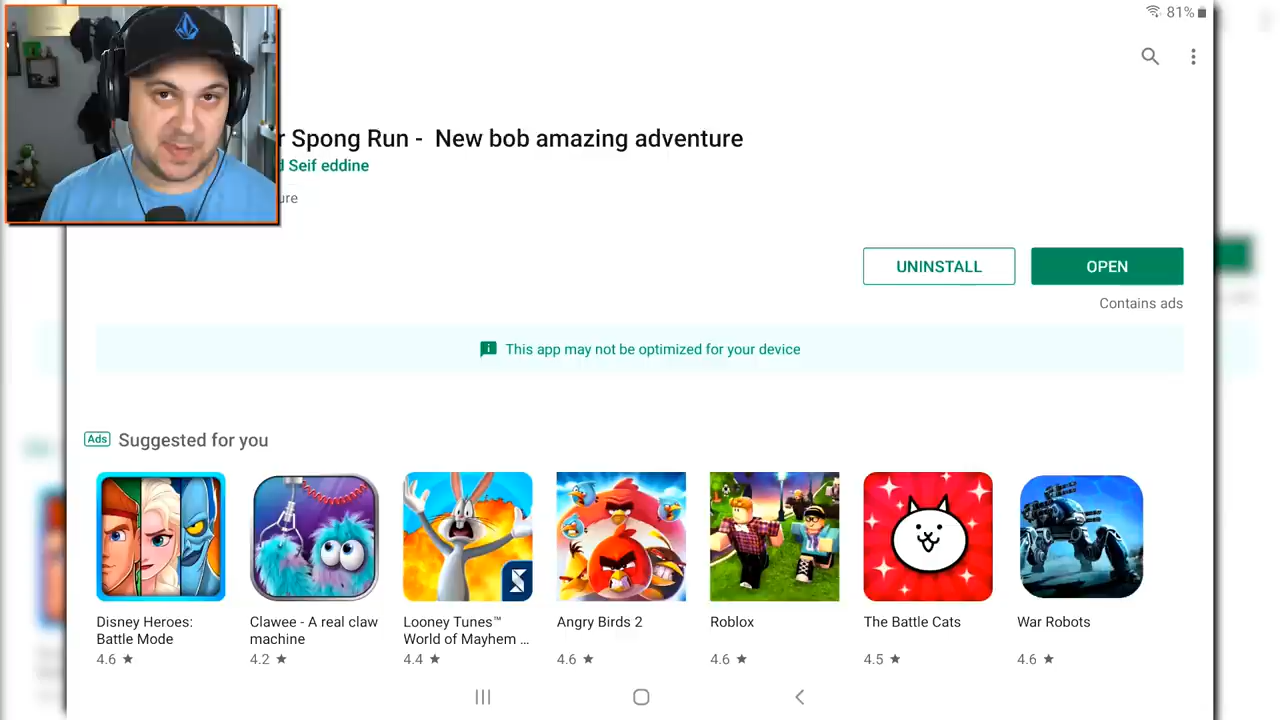 81%
r Spong Run - New bob amazing adventure
d Seif eddine
ure
UNINSTALL
OPEN
Contains ads
This app may not be optimized for your device
Ads Suggested for you
Disney Heroes:
Battle Mode
4.6 ★
Clawee - A real claw
machine
4.2 ★
Looney Tunes™
World of Mayhem ...
4.4 ★
Angry Birds 2
4.6 ★
Roblox
4.6 ★
The Battle Cats
4.5 ★
War Robots
4.6 ★